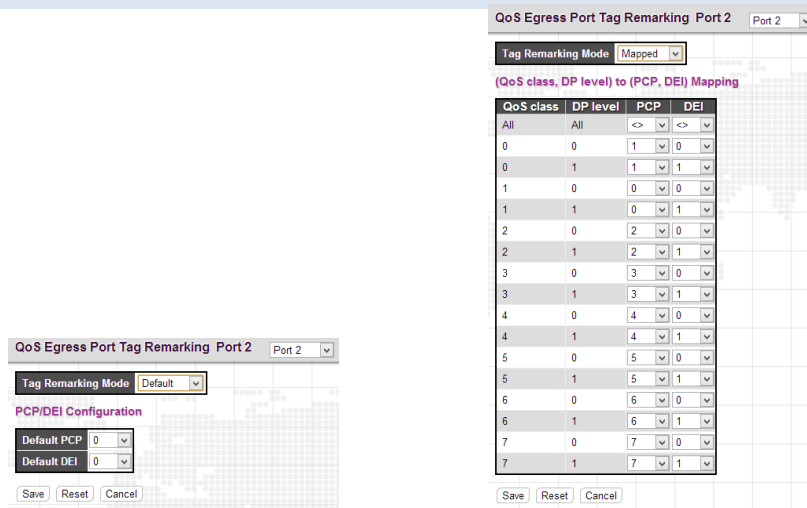 QoS Egress Port Tag Remarking Port 2 Port 2
Tag Remarking Mode Default
PCP/DEI Configuration
Default PCP 0
Default DEI 0
Save Reset Cancel
QoS Egress Port Tag Remarking Port 2 Port 2
Tag Remarking Mode Mapped
(QoS class, DP level) to (PCP, DEI) Mapping
QoS class DP level PCP DEI
All All <> <>
0 0 1 0
0 1 1 1
1 0 0 0
1 1 0 1
2 0 2 0
2 1 2 1
3 0 3 0
3 1 3 1
4 0 4 0
4 1 4 1
5 0 5 0
5 1 5 1
6 0 6 0
6 1 6 1
7 0 7 0
7 1 7 1
Save Reset Cancel